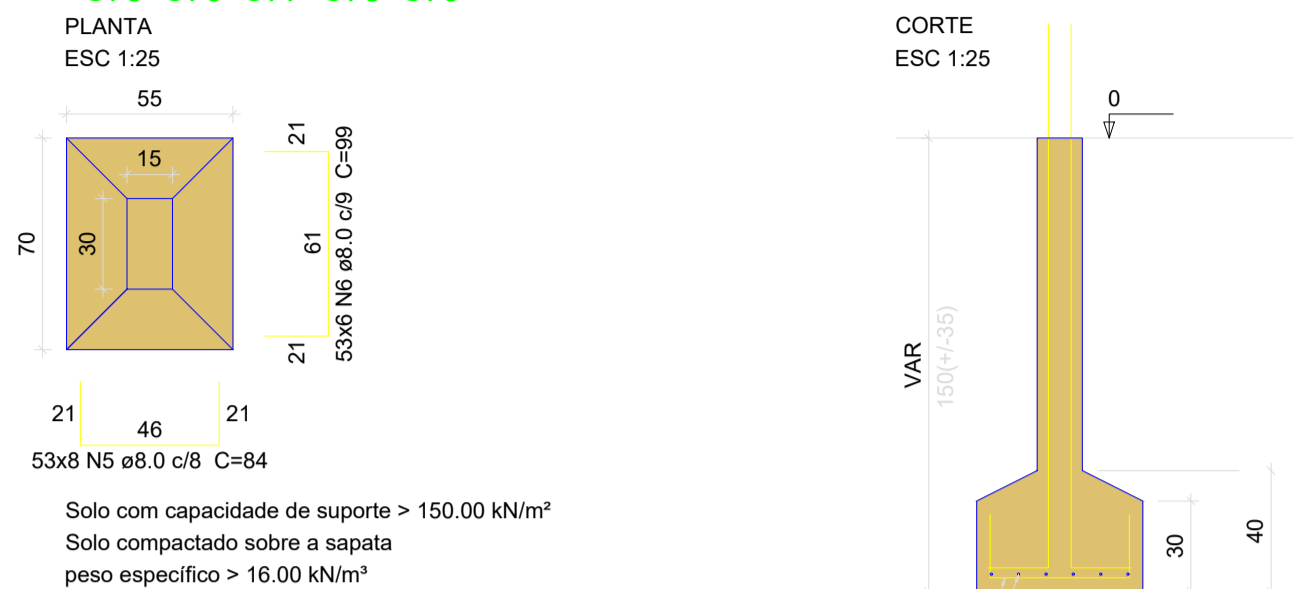 PLANTA
ESC 1:25
55
15
70
30
21
61
21
53x6 N6 ø8.0 c/9 C=99
21
46
21
53x8 N5 ø8.0 c/8 C=84
Solo com capacidade de suporte > 150.00 kN/m²
Solo compactado sobre a sapata
peso específico > 16.00 kN/m³
CORTE
ESC 1:25
0
VAR
150(+/-35)
30
40